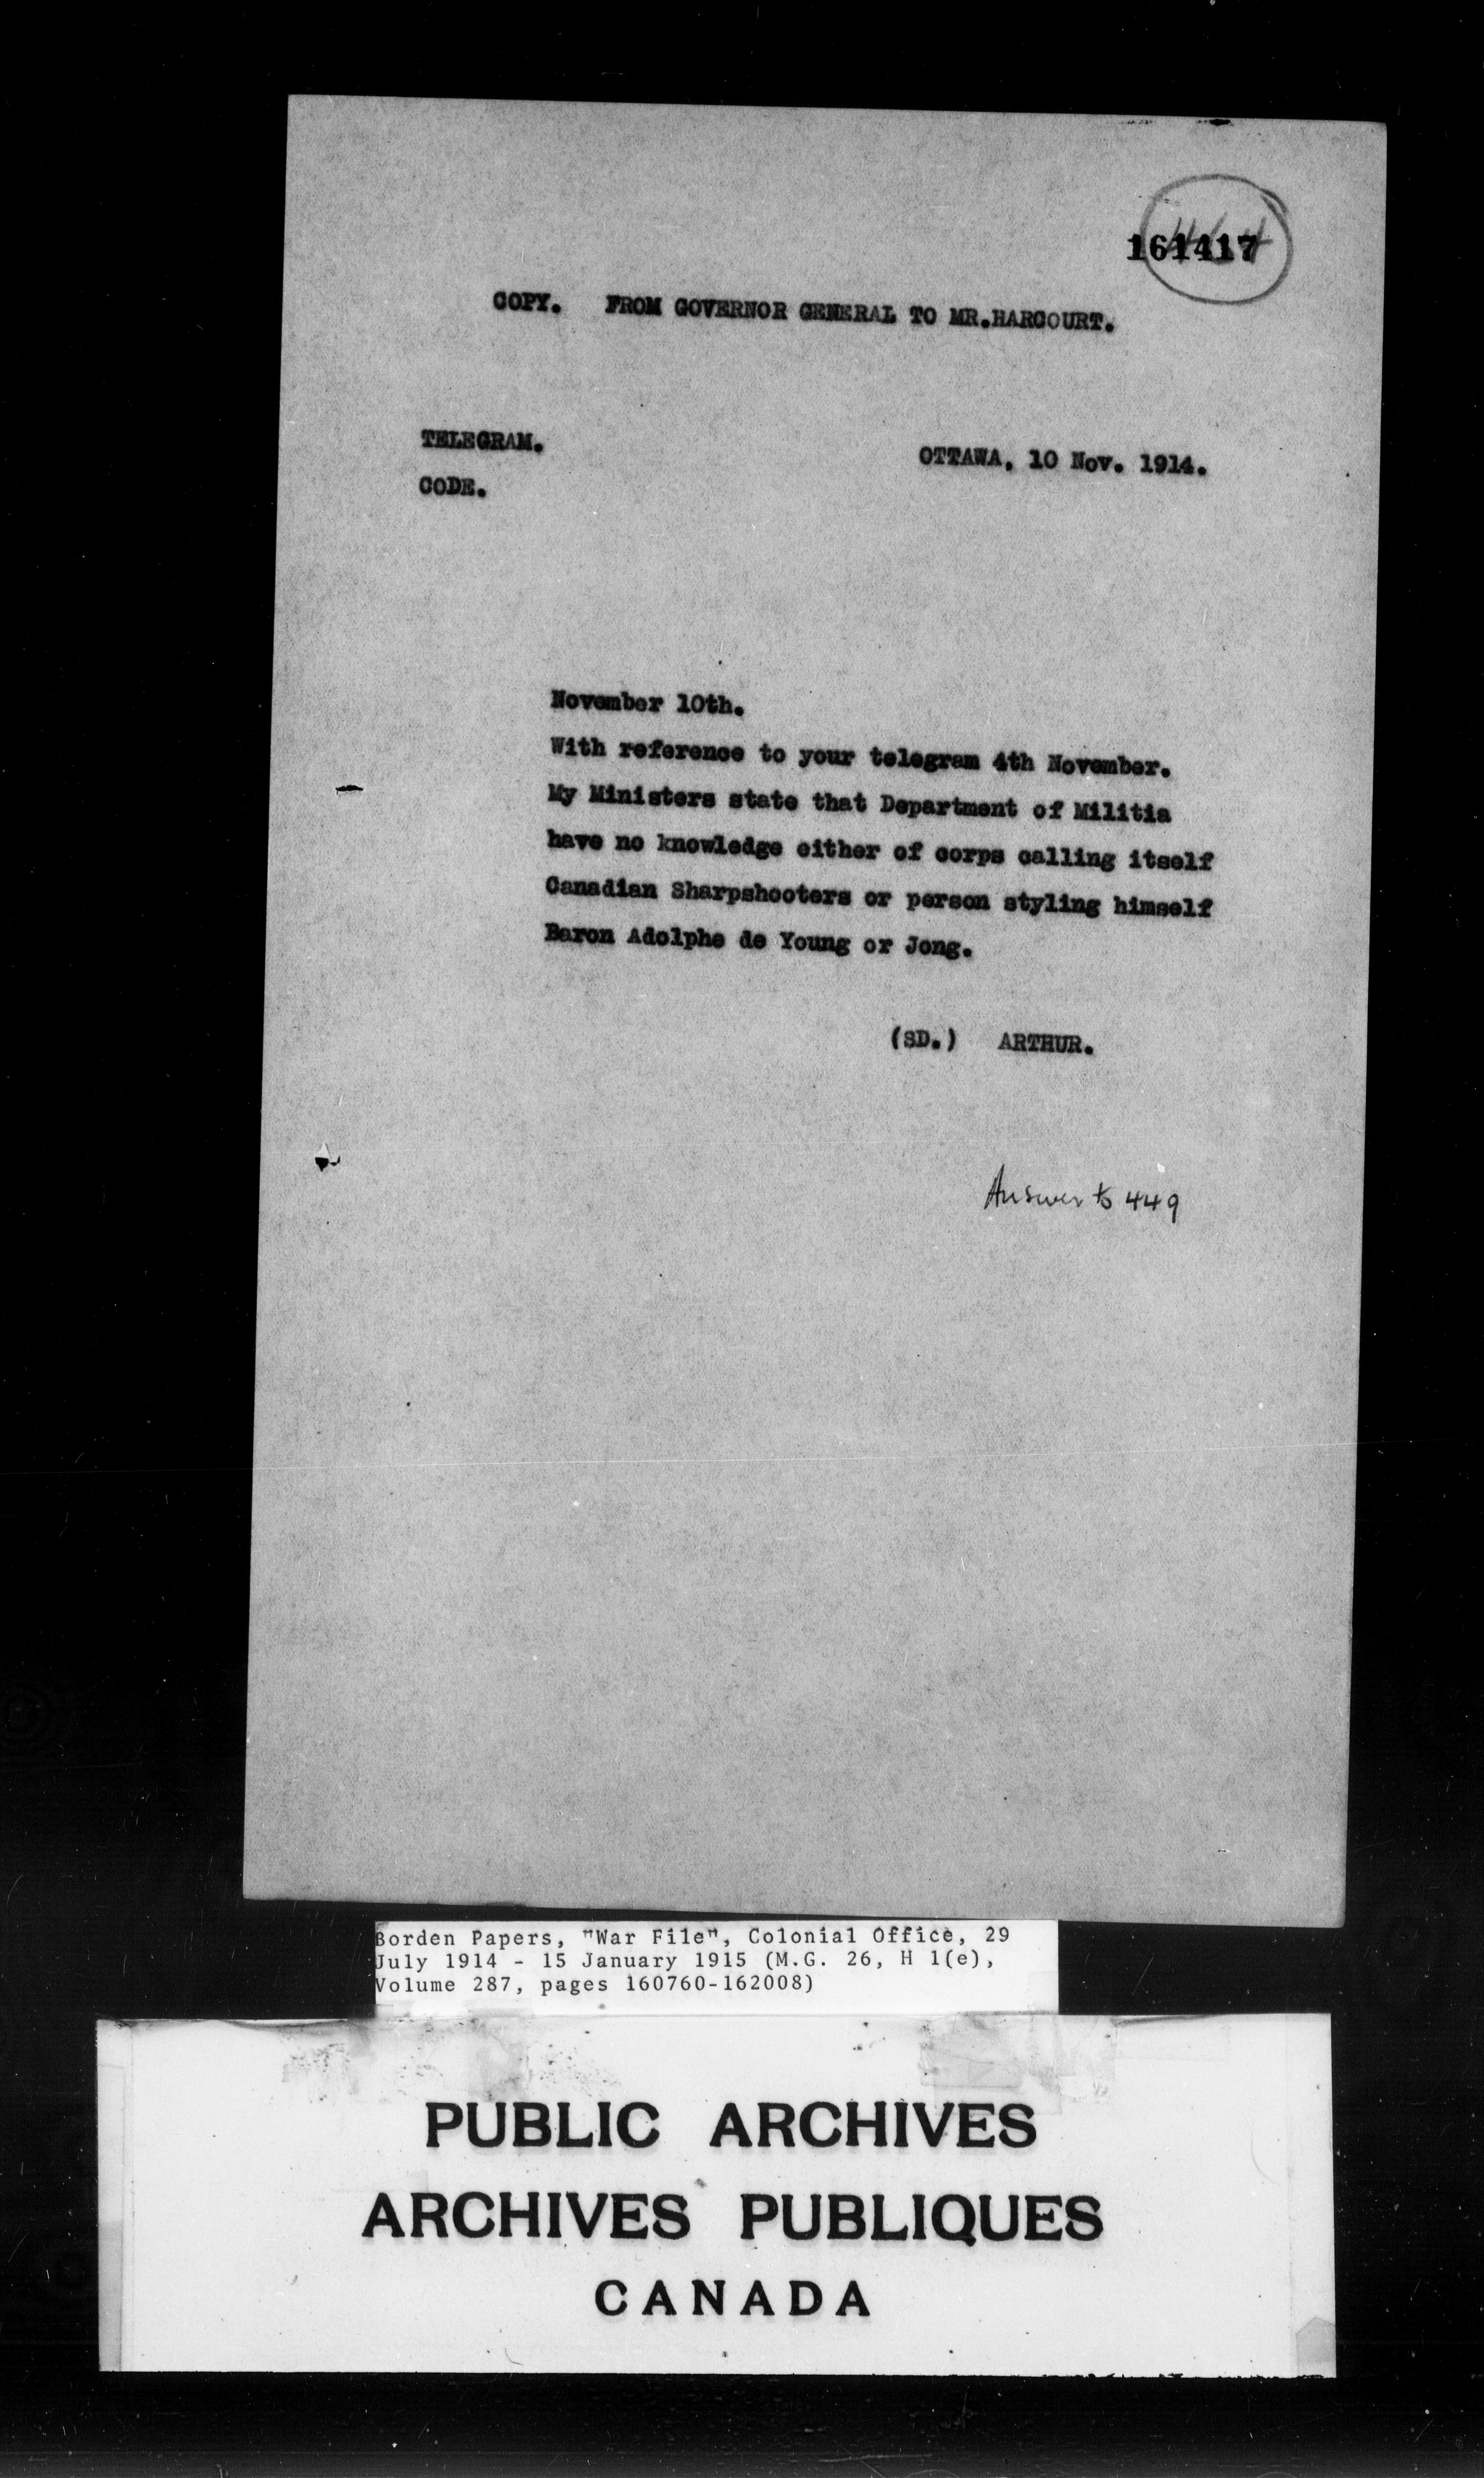 161417
COPY. FROM GOVERNOR GENERAL TO MR.HARCOURT.
TELEGRAM.
OTTAWA, 10 Nov. 1914.
CODE.
November 10th.
With reference to your telegram 4th November.
My Ministers state that Department of Militia
have no knowledge either of corps calling itself
Canadian Sharpshooters or person styling himself
Baron Adolphe de Young or Jong.
(SD.) ARTHUR.
Answer to 449
Borden Papers, "War File", Colonial Office, 29
July 1914 - 15 January 1915 (M.G. 26, H 1(e),
Volume 287, pages 160760-162008)
PUBLIC ARCHIVES
ARCHIVES PUBLIQUES
CANADA